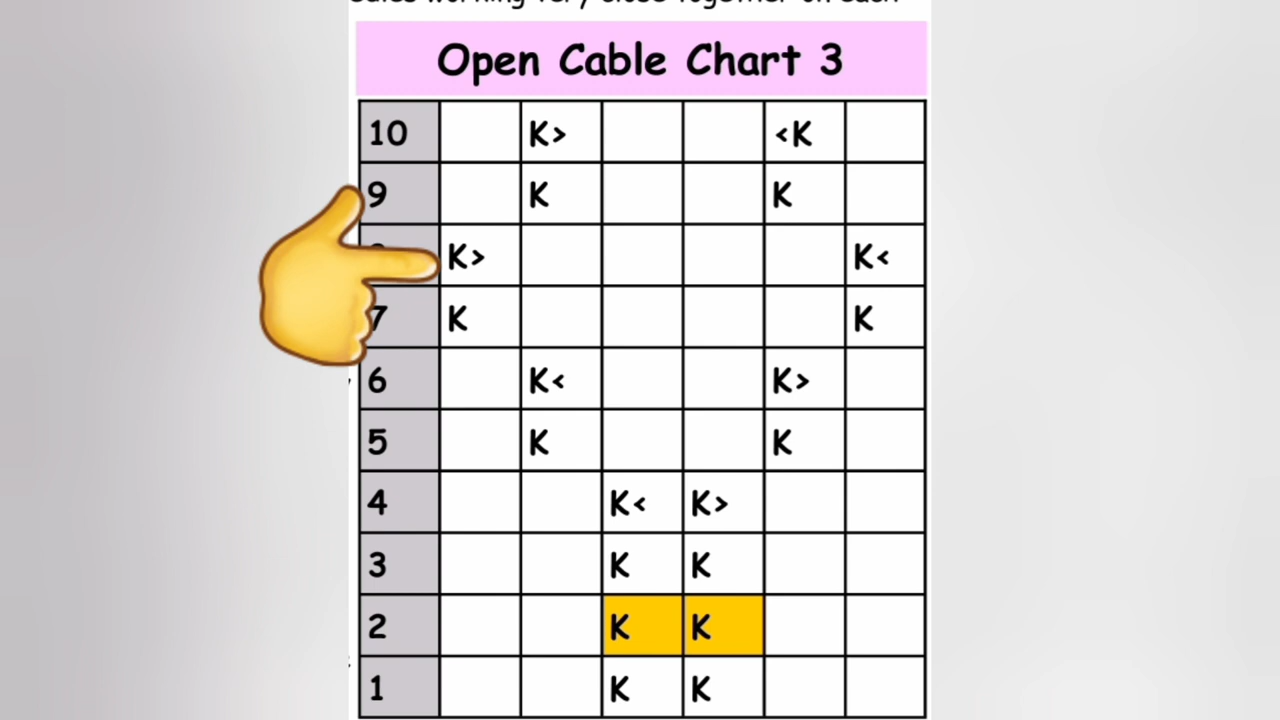 Open Cable Chart 3
10 K> <K
9 K K
K> K<
7 K K
6 K< K>
5 K K
4 K< K>
3 K K
2 K K
1 K K